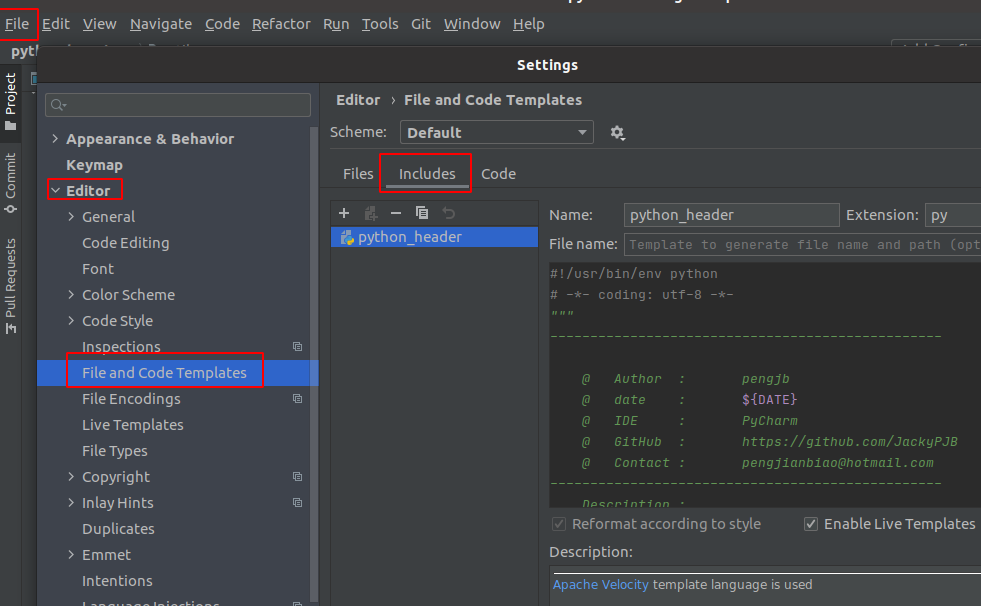 File Edit View Navigate Code Refactor Run Tools Git Window Help
Settings
Project
Commit
Pull Requests
Appearance & Behavior
Keymap
Editor
General
Code Editing
Font
Color Scheme
Code Style
Inspections
File and Code Templates
File Encodings
Live Templates
File Types
Copyright
Inlay Hints
Duplicates
Emmet
Intentions
Language Injections
Editor › File and Code Templates
Scheme: Default
Files Includes Code
python_header
Name: python_header Extension: py
File name: Template to generate file name and path (opt
#!/usr/bin/env python
# -*- coding: utf-8 -*-
"""
-------------------------------------------------
@ Author : pengjb
@ date : ${DATE}
@ IDE : PyCharm
@ GitHub : https://github.com/JackyPJB
@ Contact : pengjianbiao@hotmail.com
-------------------------------------------------
Description :
Reformat according to style Enable Live Templates
Description:
Apache Velocity template language is used